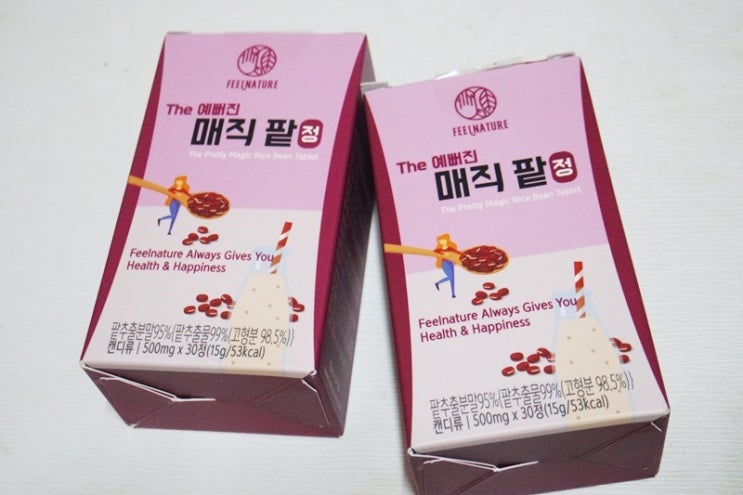 FEELNATURE
The 예뻐진
매직 팥 정
The Pretty Magic Rice Bean Tablet
Feelnature Always Gives You
Health & Happiness
팥추출분말95%{팥추출물99%(고형분 98.5%)}
캔디류 | 500mg x 30정(15g/53kcal)
FEELNATURE
The 예뻐진
매직 팥 정
The Pretty Magic Rice Bean Tablet
Feelnature Always Gives You
Health & Happiness
팥추출분말95%{팥추출물99%(고형분 98.5%)}
캔디류 | 500mg x 30정(15g/53kcal)